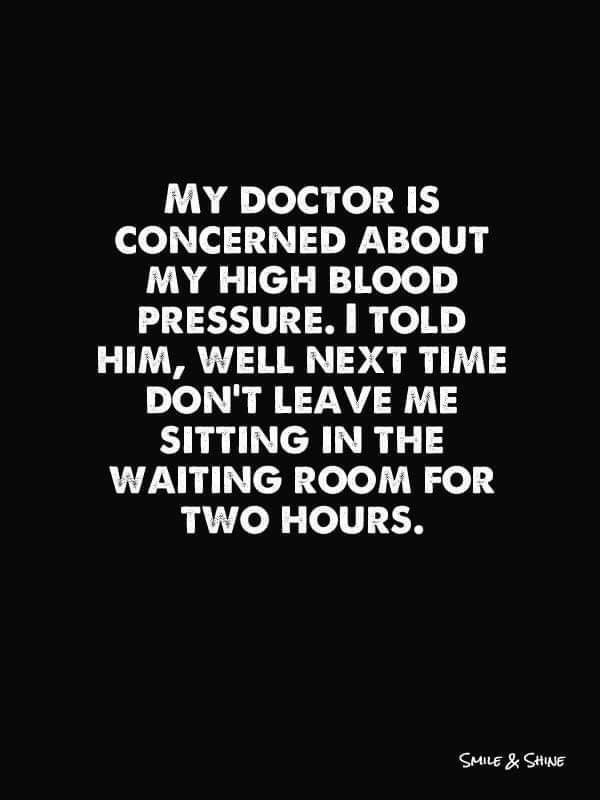 MY DOCTOR IS
CONCERNED ABOUT
MY HIGH BLOOD
PRESSURE. I TOLD
HIM, WELL NEXT TIME
DON'T LEAVE ME
SITTING IN THE
WAITING ROOM FOR
TWO HOURS.
SMILE & SHINE